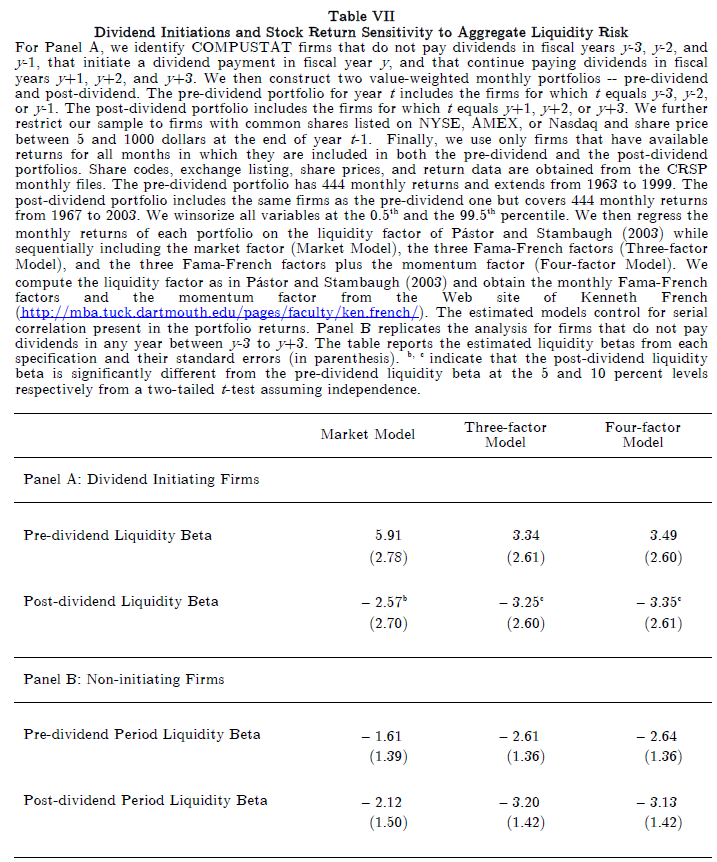 Table VII
Dividend Initiations and Stock Return Sensitivity to Aggregate Liquidity Risk
For Panel A, we identify COMPUSTAT firms that do not pay dividends in fiscal years y-3, y-2, and
y-1, that initiate a dividend payment in fiscal year y, and that continue paying dividends in fiscal
years y+1, y+2, and y+3. We then construct two value-weighted monthly portfolios -- pre-dividend
and post-dividend. The pre-dividend portfolio for year t includes the firms for which t equals y-3, y-2,
or y-1. The post-dividend portfolio includes the firms for which t equals y+1, y+2, or y+3. We further
restrict our sample to firms with common shares listed on NYSE, AMEX, or Nasdaq and share price
between 5 and 1000 dollars at the end of year t-1. Finally, we use only firms that have available
returns for all months in which they are included in both the pre-dividend and the post-dividend
portfolios. Share codes, exchange listing, share prices, and return data are obtained from the CRSP
monthly files. The pre-dividend portfolio has 444 monthly returns and extends from 1963 to 1999. The
post-dividend portfolio includes the same firms as the pre-dividend one but covers 444 monthly returns
from 1967 to 2003. We winsorize all variables at the 0.5th and the 99.5th percentile. We then regress the
monthly returns of each portfolio on the liquidity factor of Pástor and Stambaugh (2003) while
sequentially including the market factor (Market Model), the three Fama-French factors (Three-factor
Model), and the three Fama-French factors plus the momentum factor (Four-factor Model). We
compute the liquidity factor as in Pástor and Stambaugh (2003) and obtain the monthly Fama-French
factors and the momentum factor from the Web site of Kenneth French
(http://mba.tuck.dartmouth.edu/pages/faculty/ken.french/). The estimated models control for serial
correlation present in the portfolio returns. Panel B replicates the analysis for firms that do not pay
dividends in any year between y-3 to y+3. The table reports the estimated liquidity betas from each
specification and their standard errors (in parenthesis). b, c indicate that the post-dividend liquidity
beta is significantly different from the pre-dividend liquidity beta at the 5 and 10 percent levels
respectively from a two-tailed t-test assuming independence.
Market Model Three-factor Model Four-factor Model
Panel A: Dividend Initiating Firms
Pre-dividend Liquidity Beta 5.91 3.34 3.49
(2.78) (2.61) (2.60)
Post-dividend Liquidity Beta – 2.57b – 3.25c – 3.35c
(2.70) (2.60) (2.61)
Panel B: Non-initiating Firms
Pre-dividend Period Liquidity Beta – 1.61 – 2.61 – 2.64
(1.39) (1.36) (1.36)
Post-dividend Period Liquidity Beta – 2.12 – 3.20 – 3.13
(1.50) (1.42) (1.42)